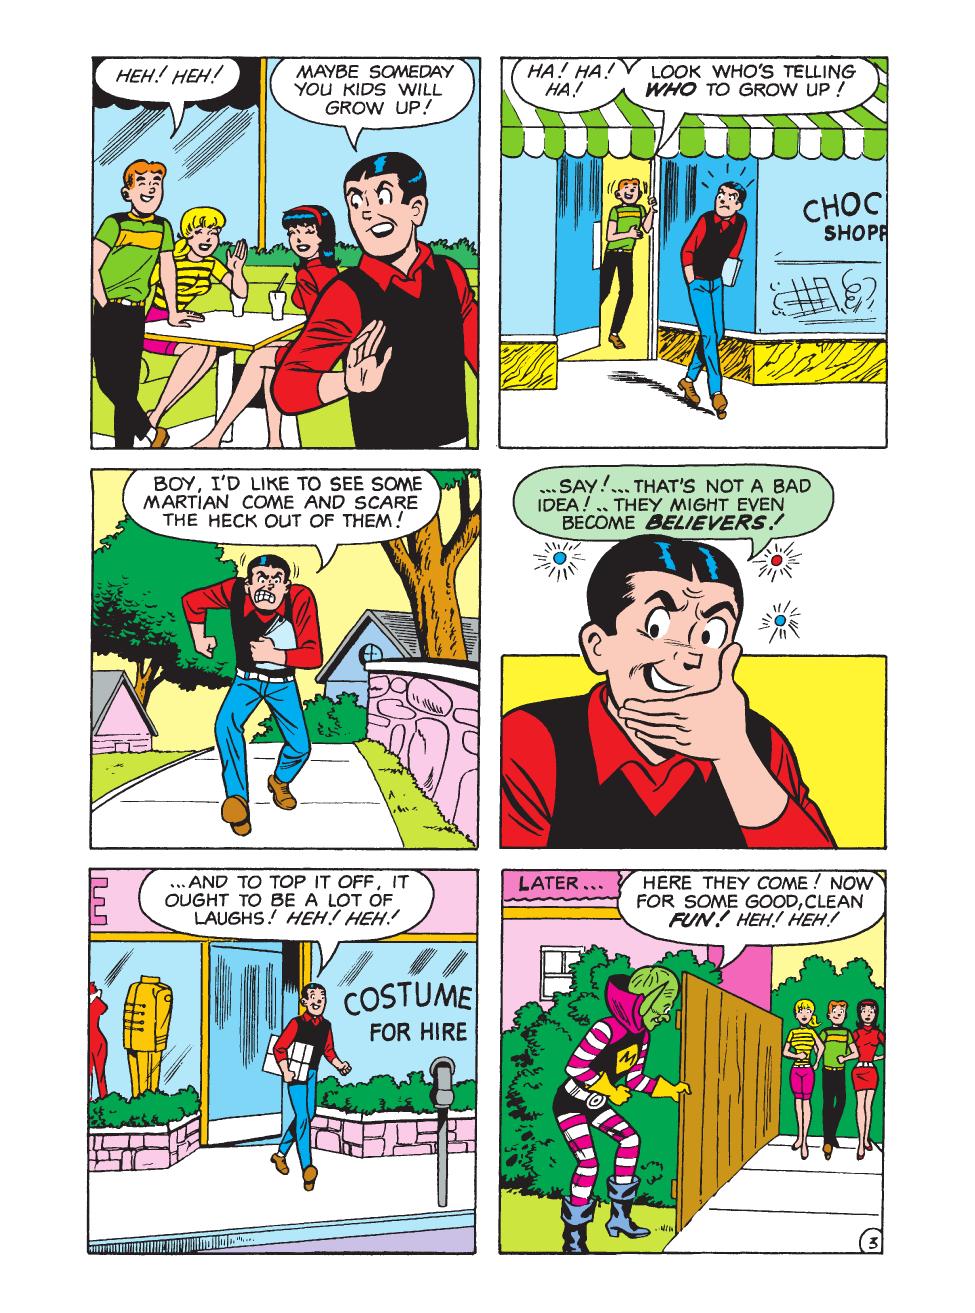 HEH! HEH!
MAYBE SOMEDAY
YOU KIDS WILL
GROW UP!
HA! HA!
HA!
LOOK WHO'S TELLING
WHO TO GROW UP!
CHOC
SHOPP
BOY, I'D LIKE TO SEE SOME
MARTIAN COME AND SCARE
THE HECK OUT OF THEM!
...SAY!...THAT'S NOT A BAD
IDEA!.. THEY MIGHT EVEN
BECOME BELIEVERS!
E
...AND TO TOP IT OFF, IT
OUGHT TO BE A LOT OF
LAUGHS! HEH! HEH!
COSTUME
FOR HIRE
LATER...
HERE THEY COME! NOW
FOR SOME GOOD, CLEAN
FUN! HEH! HEH!
M
3